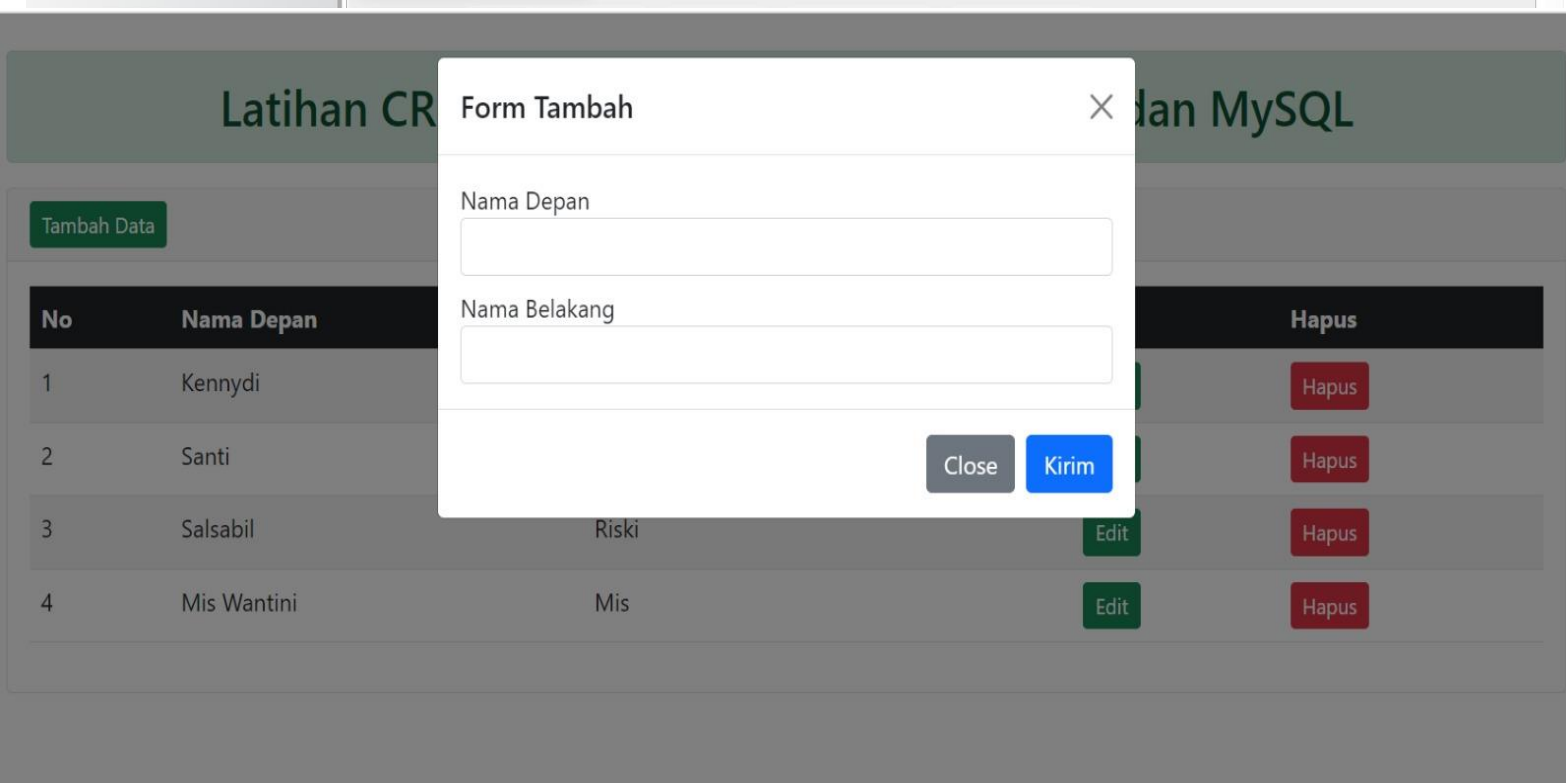 Latihan CR dan MySQL
Form Tambah
Nama Depan
Nama Belakang
Close Kirim
Tambah Data
No Nama Depan Hapus
1 Kennydi Hapus
2 Santi Hapus
3 Salsabil Riski Edit Hapus
4 Mis Wantini Mis Edit Hapus